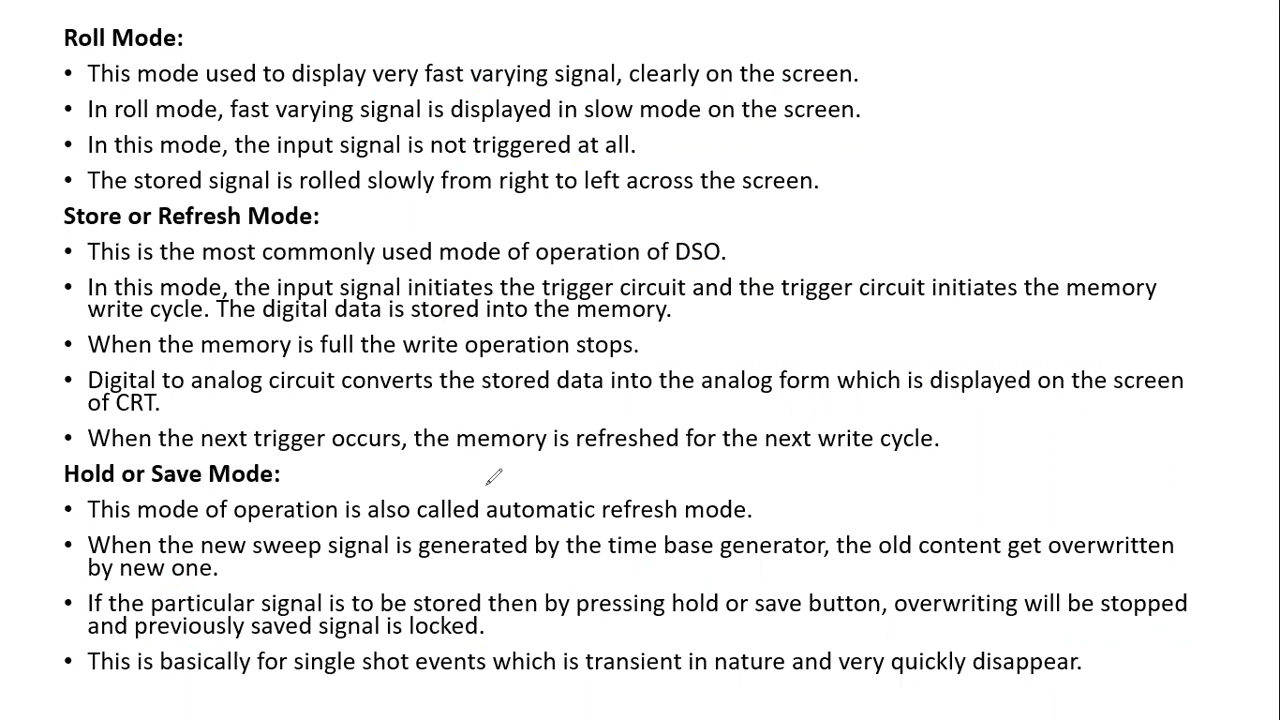 Roll Mode:
• This mode used to display very fast varying signal, clearly on the screen.
• In roll mode, fast varying signal is displayed in slow mode on the screen.
• In this mode, the input signal is not triggered at all.
• The stored signal is rolled slowly from right to left across the screen.
Store or Refresh Mode:
• This is the most commonly used mode of operation of DSO.
• In this mode, the input signal initiates the trigger circuit and the trigger circuit initiates the memory
write cycle. The digital data is stored into the memory.
• When the memory is full the write operation stops.
• Digital to analog circuit converts the stored data into the analog form which is displayed on the screen
of CRT.
• When the next trigger occurs, the memory is refreshed for the next write cycle.
Hold or Save Mode:
• This mode of operation is also called automatic refresh mode.
• When the new sweep signal is generated by the time base generator, the old content get overwritten
by new one.
• If the particular signal is to be stored then by pressing hold or save button, overwriting will be stopped
and previously saved signal is locked.
• This is basically for single shot events which is transient in nature and very quickly disappear.